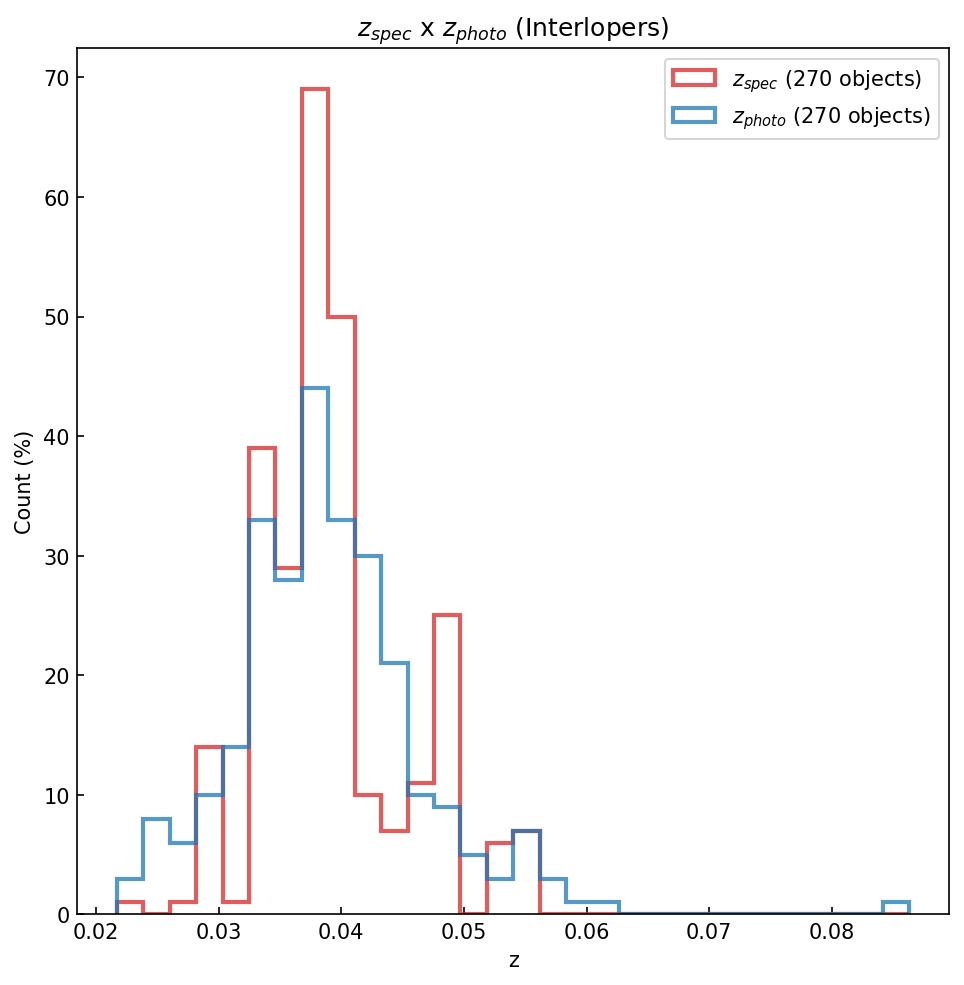 z_spec x z_photo (Interlopers)
z_spec (270 objects)
z_photo (270 objects)
Count (%)
70
60
50
40
30
20
10
0
0.02 0.03 0.04 0.05 0.06 0.07 0.08
z